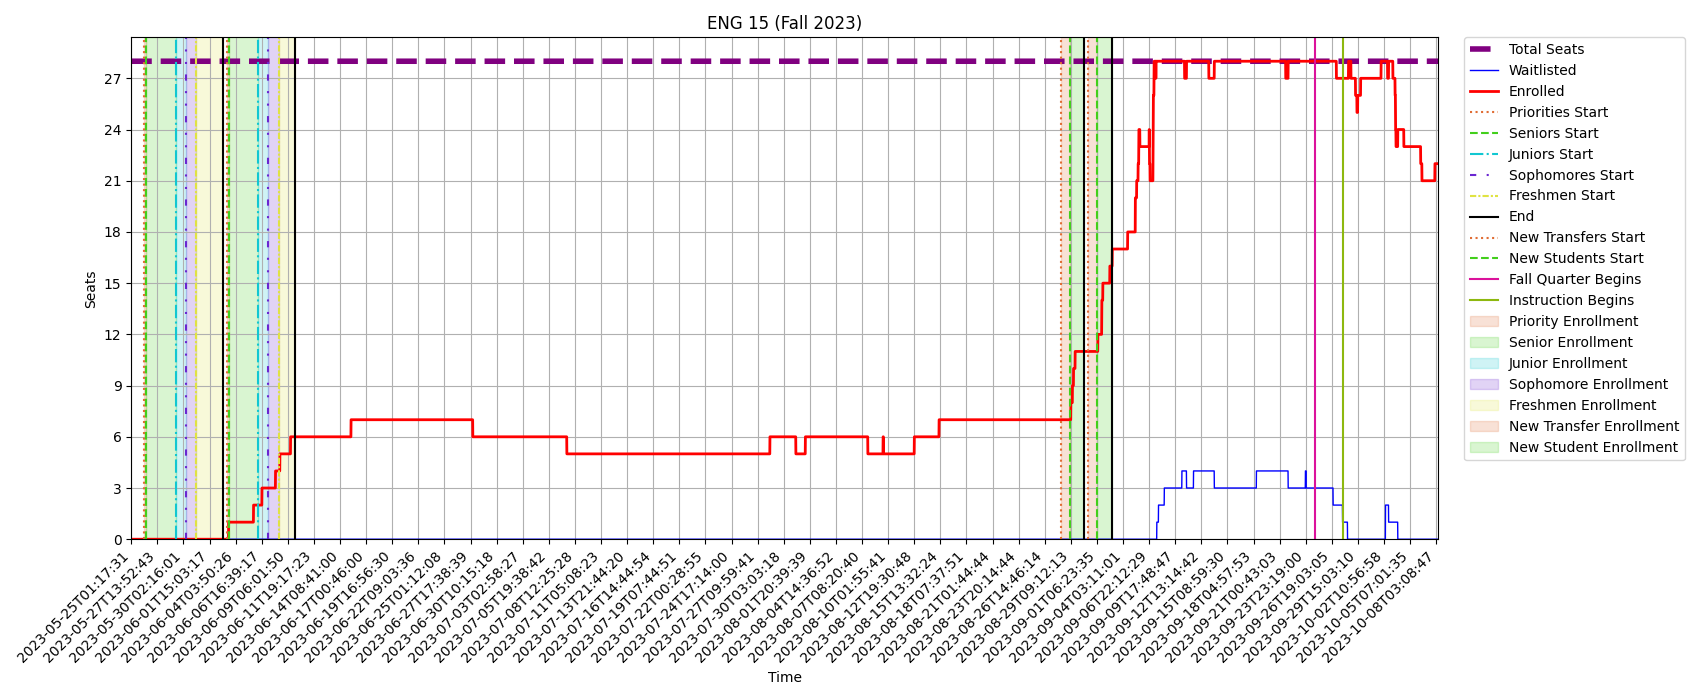 ENG 15 (Fall 2023)
Seats
27
24
21
18
15
12
9
6
3
0
2023-05-25T01:17:31
2023-05-27T13:52:43
2023-05-30T02:16:01
2023-06-01T15:03:17
2023-06-04T03:50:26
2023-06-06T16:39:17
2023-06-09T06:01:50
2023-06-11T19:17:23
2023-06-14T08:41:00
2023-06-17T00:46:00
2023-06-19T16:56:30
2023-06-22T09:03:36
2023-06-25T01:12:08
2023-06-27T17:38:39
2023-06-30T10:15:18
2023-07-03T02:58:27
2023-07-05T19:38:42
2023-07-08T12:25:28
2023-07-11T05:08:23
2023-07-13T21:44:20
2023-07-16T14:44:54
2023-07-19T07:44:51
2023-07-22T00:28:55
2023-07-24T17:14:00
2023-07-27T09:59:41
2023-07-30T03:03:18
2023-08-01T20:39:39
2023-08-04T14:36:52
2023-08-07T08:20:40
2023-08-10T01:55:41
2023-08-12T19:30:48
2023-08-15T13:32:24
2023-08-18T07:37:51
2023-08-21T01:44:44
2023-08-23T20:14:44
2023-08-26T14:46:14
2023-08-29T09:12:13
2023-09-01T06:23:35
2023-09-04T03:11:01
2023-09-06T22:12:29
2023-09-09T17:48:47
2023-09-12T13:14:42
2023-09-15T08:59:30
2023-09-18T04:57:53
2023-09-21T00:43:03
2023-09-23T23:19:00
2023-09-26T19:03:05
2023-09-29T15:03:10
2023-10-02T10:56:58
2023-10-05T07:01:35
2023-10-08T03:08:47
Time
Total Seats
Waitlisted
Enrolled
Priorities Start
Seniors Start
Juniors Start
Sophomores Start
Freshmen Start
End
New Transfers Start
New Students Start
Fall Quarter Begins
Instruction Begins
Priority Enrollment
Senior Enrollment
Junior Enrollment
Sophomore Enrollment
Freshmen Enrollment
New Transfer Enrollment
New Student Enrollment